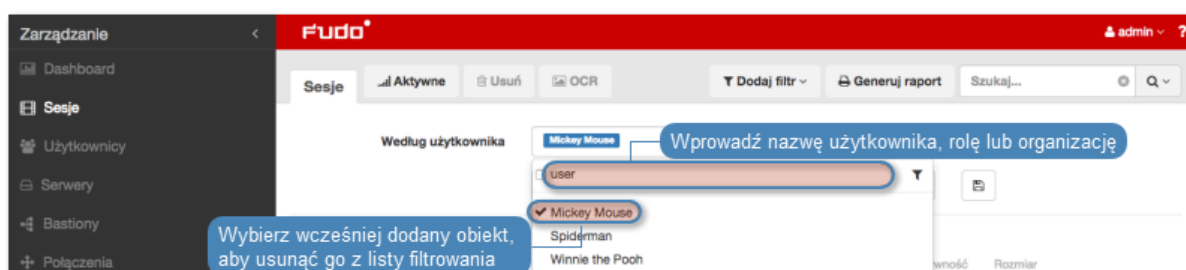 Zarządzanie
Fudo
admin
?
Dashboard
Sesje
Aktywne
Usuń
OCR
Dodaj filtr
Generuj raport
Szukaj...
Sesje
Użytkownicy
Według użytkownika
Mickey Mouse
Wprowadź nazwę użytkownika, rolę lub organizację
user
Serwery
Mickey Mouse
Bastiony
Wybierz wcześniej dodany obiekt,
aby usunąć go z listy filtrowania
Spiderman
Połączenia
Winnie the Pooh
Rozmiar